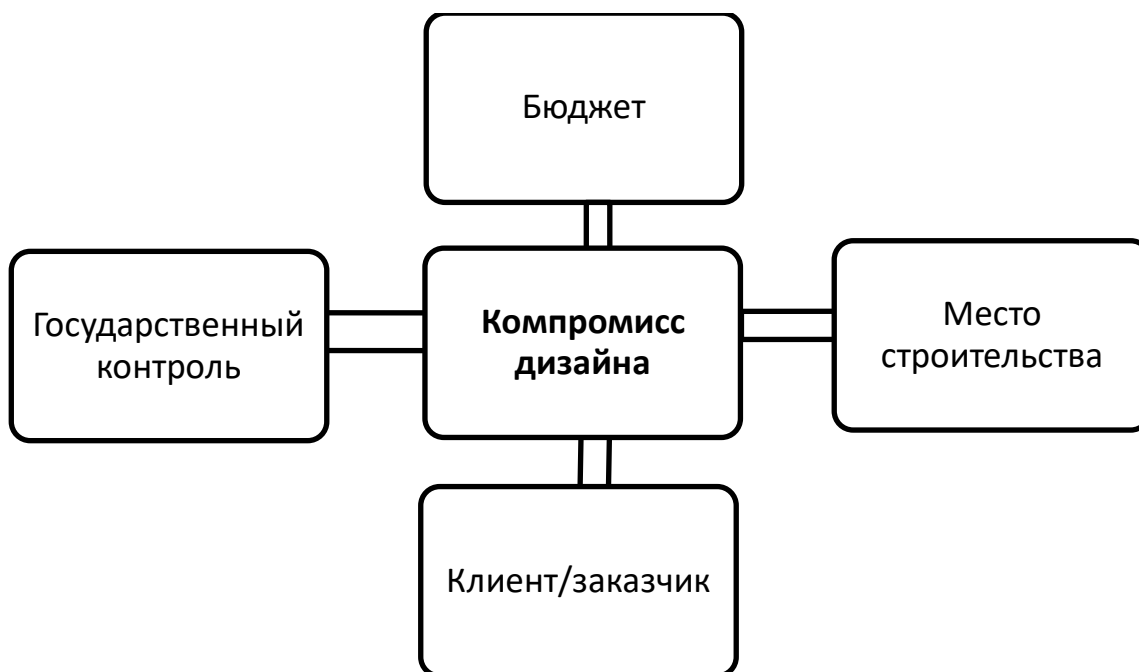 Бюджет
Государственный
контроль
Компромисс
дизайна
Место
строительства
Клиент/заказчик